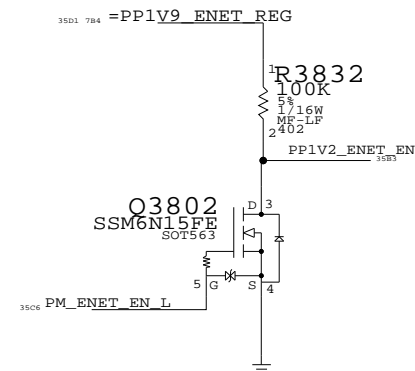 35D1 7B4 =PP1V9_ENET_REG
1
R3832
100K
5%
1/16W
MF-LF
2 402
PP1V2_ENET_EN
35B3
Q3802
D 3
SSM6N15FE
SOT563
5 G S 4
35C6 PM_ENET_EN_L